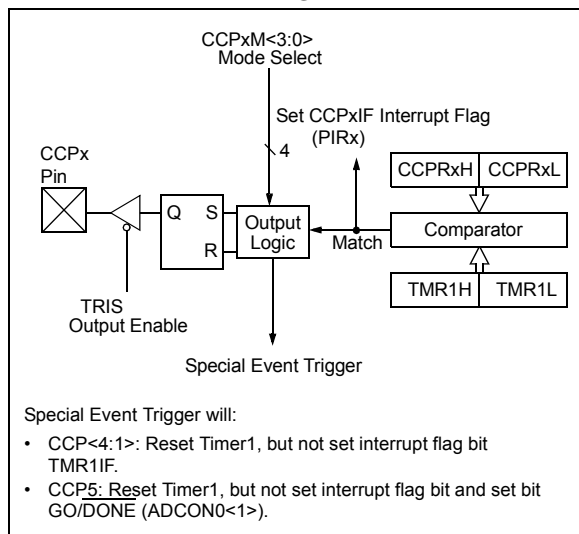 CCPxM<3:0>
Mode Select
Set CCPxIF Interrupt Flag
(PIRx)
4
CCPx
Pin
CCPRxH CCPRxL
Q S
R
Output
Logic
Match
Comparator
TRIS
Output Enable
TMR1H TMR1L
Special Event Trigger
Special Event Trigger will:
• CCP<4:1>: Reset Timer1, but not set interrupt flag bit
TMR1IF.
• CCP5: Reset Timer1, but not set interrupt flag bit and set bit
GO/DONE (ADCON0<1>).